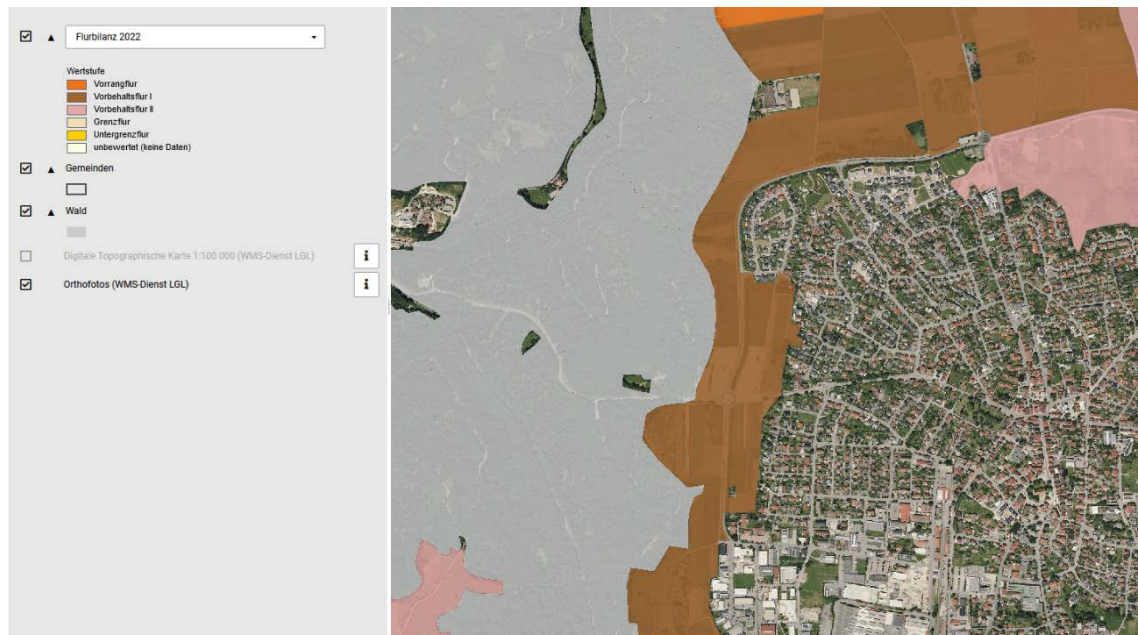 Flurbilanz 2022
Wertstufe
Vorrangflur
Vorbehaltsflur I
Vorbehaltsflur II
Grenzflur
Untergrenzflur
unbewertet (keine Daten)
Gemeinden
Wald
Digitale Topographische Karte 1:100 000 (WMS-Dienst LGL)
i
Orthofotos (WMS-Dienst LGL)
i